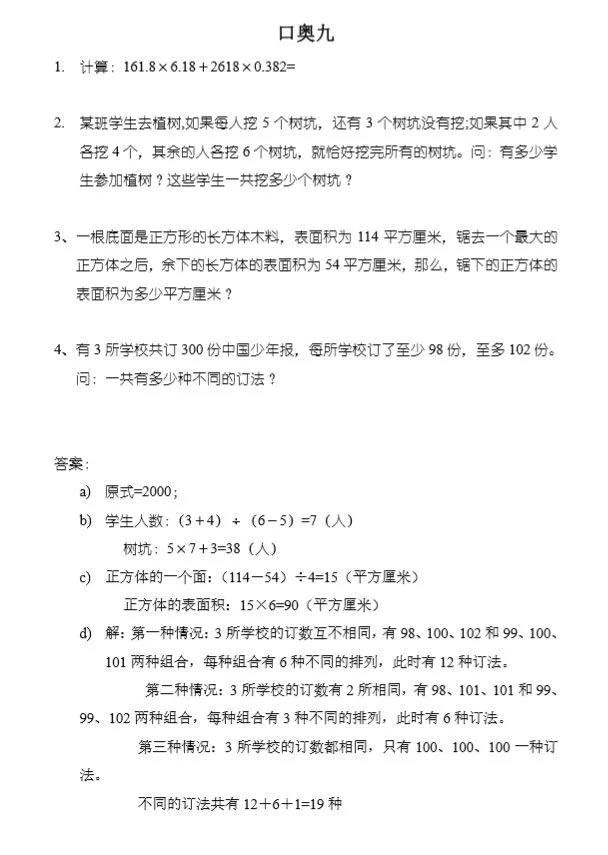 口奥九
1. 计算：161.8×6.18＋2618×0.382=
2. 某班学生去植树,如果每人挖 5 个树坑，还有 3 个树坑没有挖;如果其中 2 人
各挖 4 个，其余的人各挖 6 个树坑，就恰好挖完所有的树坑。问：有多少学
生参加植树？这些学生一共挖多少个树坑？
3、一根底面是正方形的长方体木料，表面积为 114 平方厘米，锯去一个最大的
正方体之后，余下的长方体的表面积为 54 平方厘米，那么，锯下的正方体的
表面积为多少平方厘米？
4、有 3 所学校共订 300 份中国少年报，每所学校订了至少 98 份，至多 102 份。
问：一共有多少种不同的订法？
答案：
a) 原式=2000；
b) 学生人数：（3＋4）÷（6－5）=7（人）
树坑：5×7＋3=38（人）
c) 正方体的一个面：（114－54）÷4=15（平方厘米）
正方体的表面积：15×6=90（平方厘米）
d) 解：第一种情况：3 所学校的订数互不相同，有 98、100、102 和 99、100、
101 两种组合，每种组合有 6 种不同的排列，此时有 12 种订法。
第二种情况：3 所学校的订数有 2 所相同，有 98、101、101 和 99、
99、102 两种组合，每种组合有 3 种不同的排列，此时有 6 种订法。
第三种情况：3 所学校的订数都相同，只有 100、100、100 一种订
法。
不同的订法共有 12＋6＋1=19 种